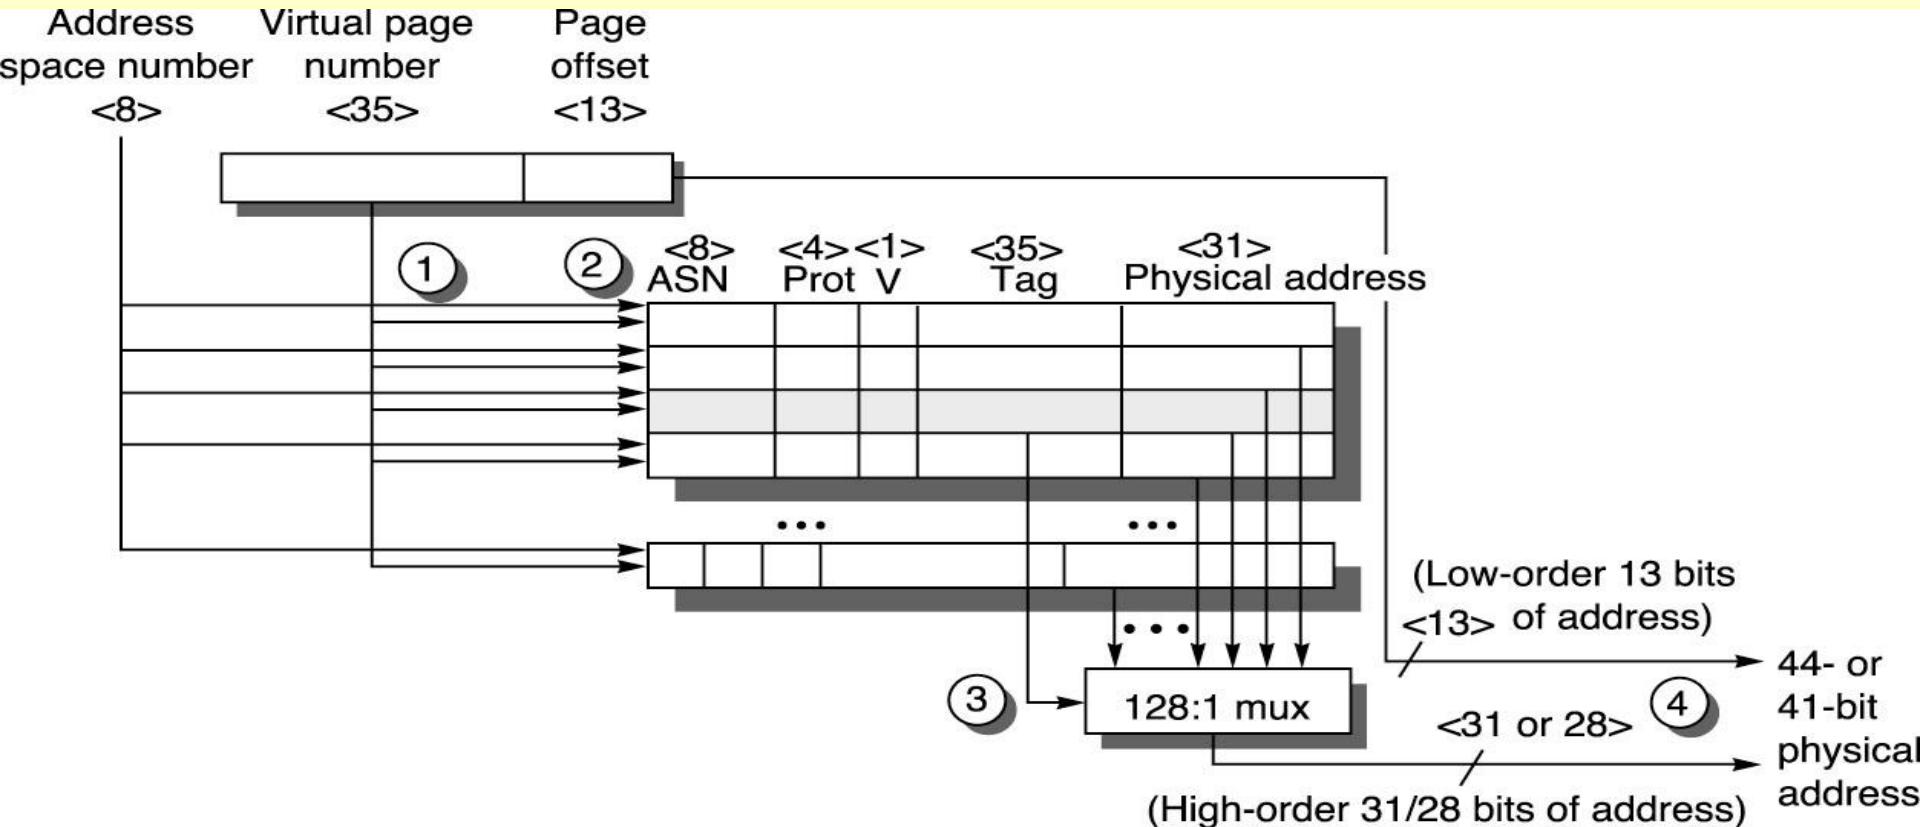 Address Virtual page Page
space number number offset
<8> <35> <13>
1 2 <8> <4> <1> <35> <31>
ASN Prot V Tag Physical address
...
...
(Low-order 13 bits
<13> of address)
...
3 128:1 mux
<31 or 28> 4
44- or
41-bit
physical
address
(High-order 31/28 bits of address)